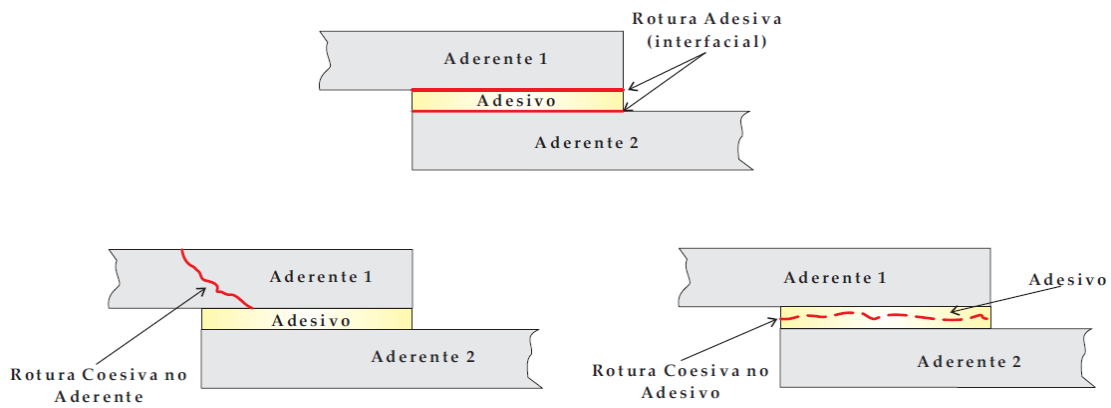 Rotura Adesiva
(interfacial)
Aderente 1
Adesivo
Aderente 2
Aderente 1
Adesivo
Aderente 2
Rotura Coesiva no
Aderente
Aderente 1
Adesivo
Aderente 2
Rotura Coesiva no
Adesivo